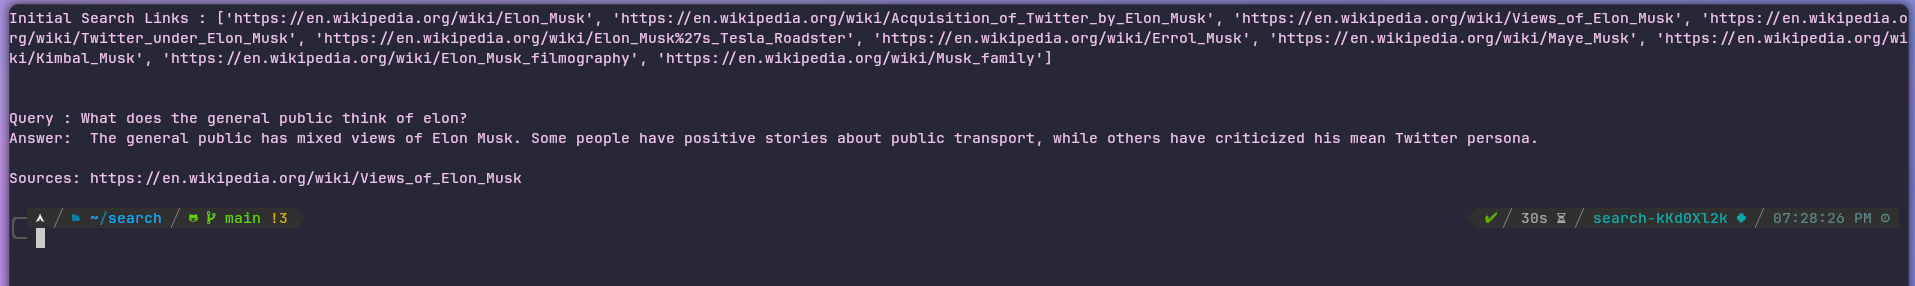 Initial Search Links : ['https://en.wikipedia.org/wiki/Elon_Musk', 'https://en.wikipedia.org/wiki/Acquisition_of_Twitter_by_Elon_Musk', 'https://en.wikipedia.org/wiki/Views_of_Elon_Musk', 'https://en.wikipedia.o
rg/wiki/Twitter_under_Elon_Musk', 'https://en.wikipedia.org/wiki/Elon_Musk%27s_Tesla_Roadster', 'https://en.wikipedia.org/wiki/Errol_Musk', 'https://en.wikipedia.org/wiki/Maye_Musk', 'https://en.wikipedia.org/wi
ki/Kimbal_Musk', 'https://en.wikipedia.org/wiki/Elon_Musk_filmography', 'https://en.wikipedia.org/wiki/Musk_family']
Query : What does the general public think of elon?
Answer:  The general public has mixed views of Elon Musk. Some people have positive stories about public transport, while others have criticized his mean Twitter persona.
Sources: https://en.wikipedia.org/wiki/Views_of_Elon_Musk
~/search main !3 ✔ 30s search-kKd0Xl2k 07:28:26 PM